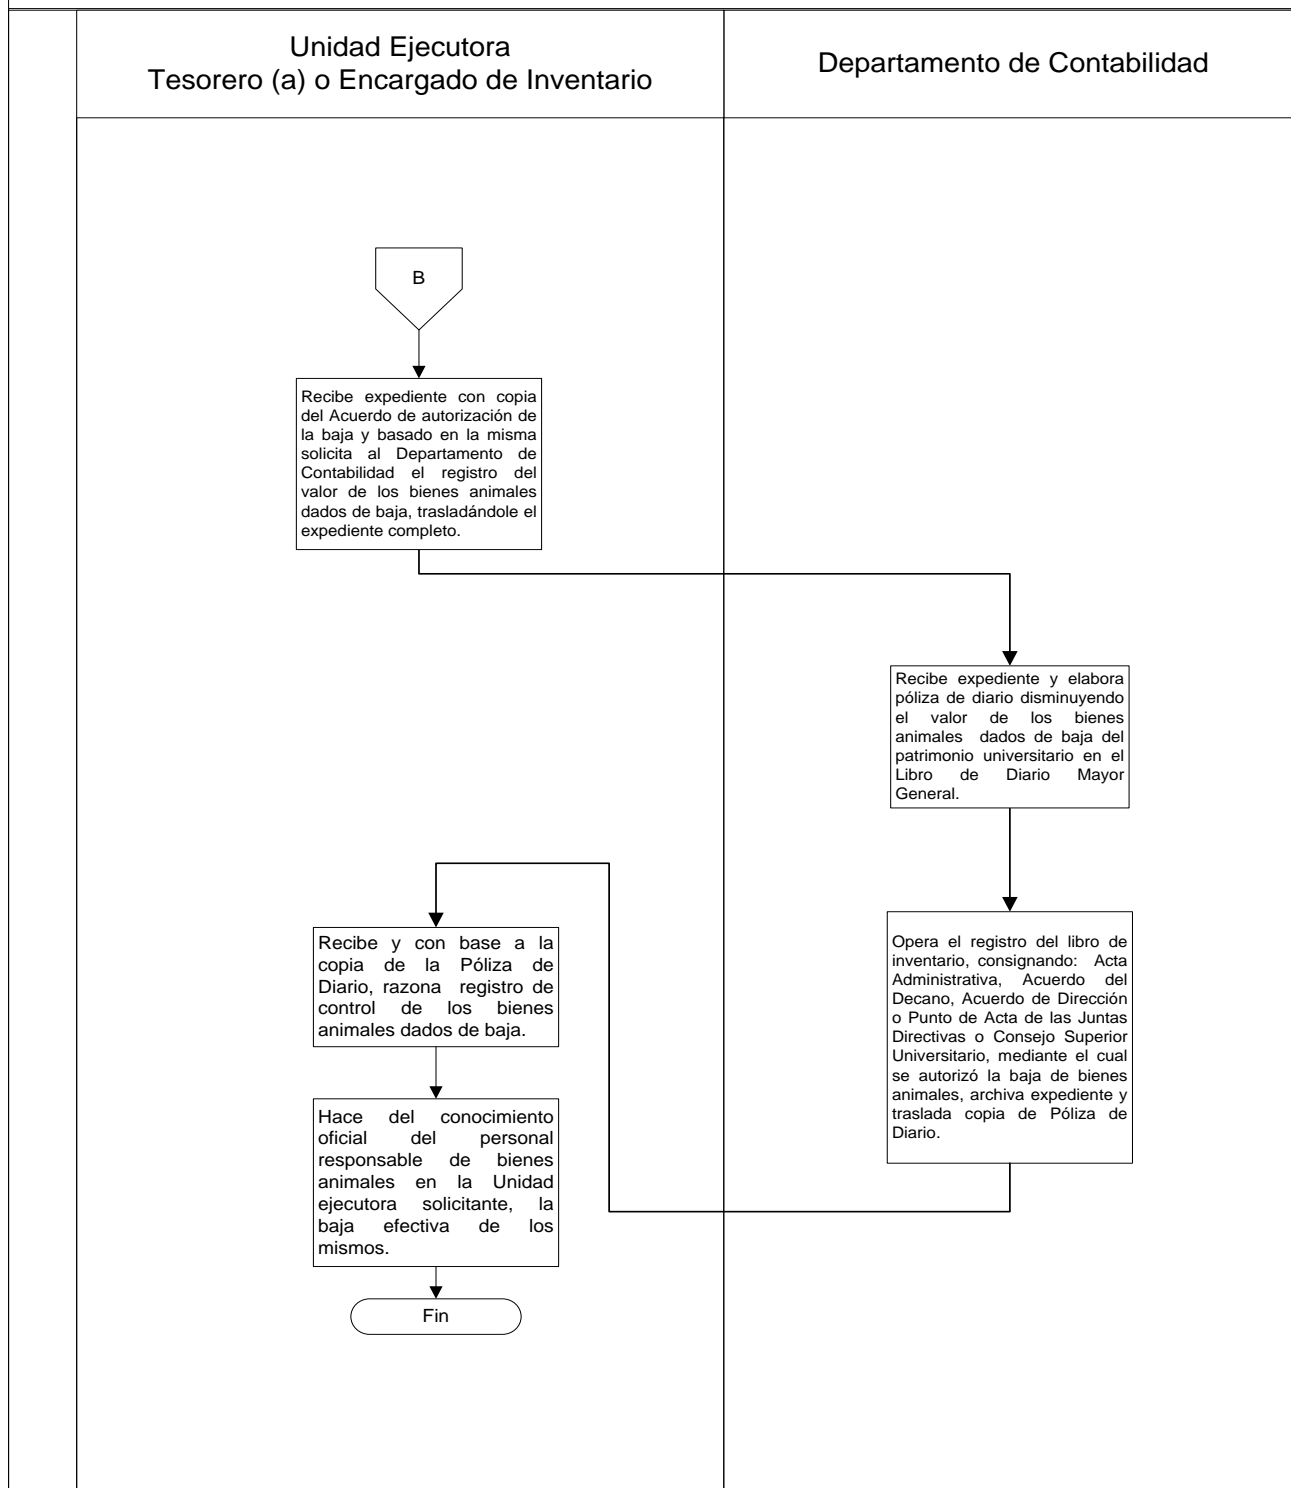 Unidad Ejecutora
Tesorero (a) o Encargado de Inventario
Departamento de Contabilidad
B
Recibe expediente con copia
del Acuerdo de autorización de
la baja y basado en la misma
solicita al Departamento de
Contabilidad el registro del
valor de los bienes animales
dados de baja, trasladándole el
expediente completo.
Recibe expediente y elabora
póliza de diario disminuyendo
el valor de los bienes
animales dados de baja del
patrimonio universitario en el
Libro de Diario Mayor
General.
Opera el registro del libro de
inventario, consignando: Acta
Administrativa, Acuerdo del
Decano, Acuerdo de Dirección
o Punto de Acta de las Juntas
Directivas o Consejo Superior
Universitario, mediante el cual
se autorizó la baja de bienes
animales, archiva expediente y
traslada copia de Póliza de
Diario.
Recibe y con base a la
copia de la Póliza de
Diario, razona registro de
control de los bienes
animales dados de baja.
Hace del conocimiento
oficial del personal
responsable de bienes
animales en la Unidad
ejecutora solicitante, la
baja efectiva de los
mismos.
Fin